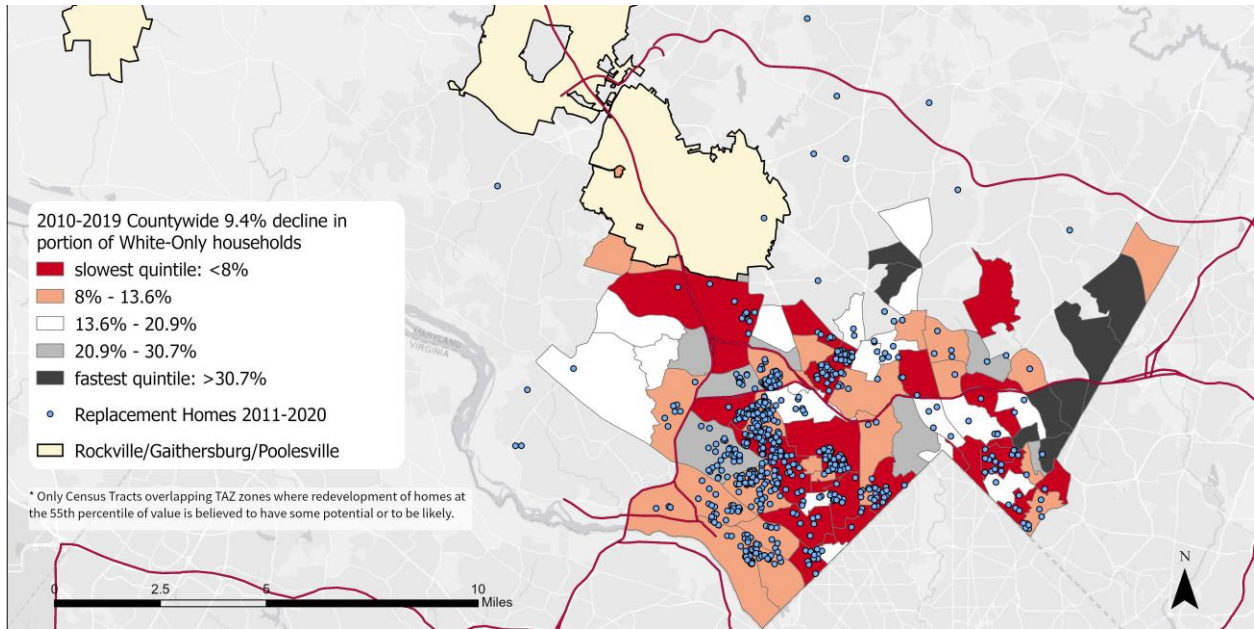 2010-2019 Countywide 9.4% decline in
portion of White-Only households
slowest quintile: <8%
8% - 13.6%
13.6% - 20.9%
20.9% - 30.7%
fastest quintile: >30.7%
Replacement Homes 2011-2020
Rockville/Gaithersburg/Poolesville
* Only Census Tracts overlapping TAZ zones where redevelopment of homes at
the 55th percentile of value is believed to have some potential or to be likely.
MARYLAND
VIRGINIA
0 2.5 5 10
Miles
N